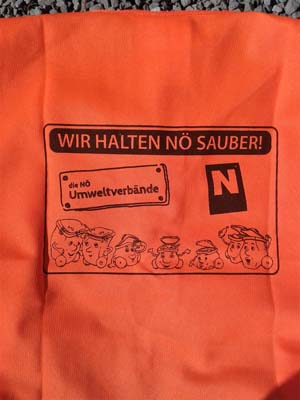 WIR HALTEN NÖ SAUBER!
die NÖ
Umweltverbände
N